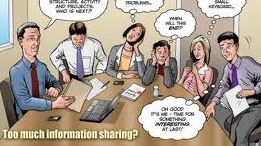 STRUCTURE, ACTIVITY
AND PROJECTS.
WHO IS NEXT?
PROBLEMS...
WHEN
WILL THIS
END?
SMALL
KEYBOARD...
OH GOOD
IT'S ME - TIME FOR
SOMETHING
INTERESTING
AT LAST!
Too much information sharing?